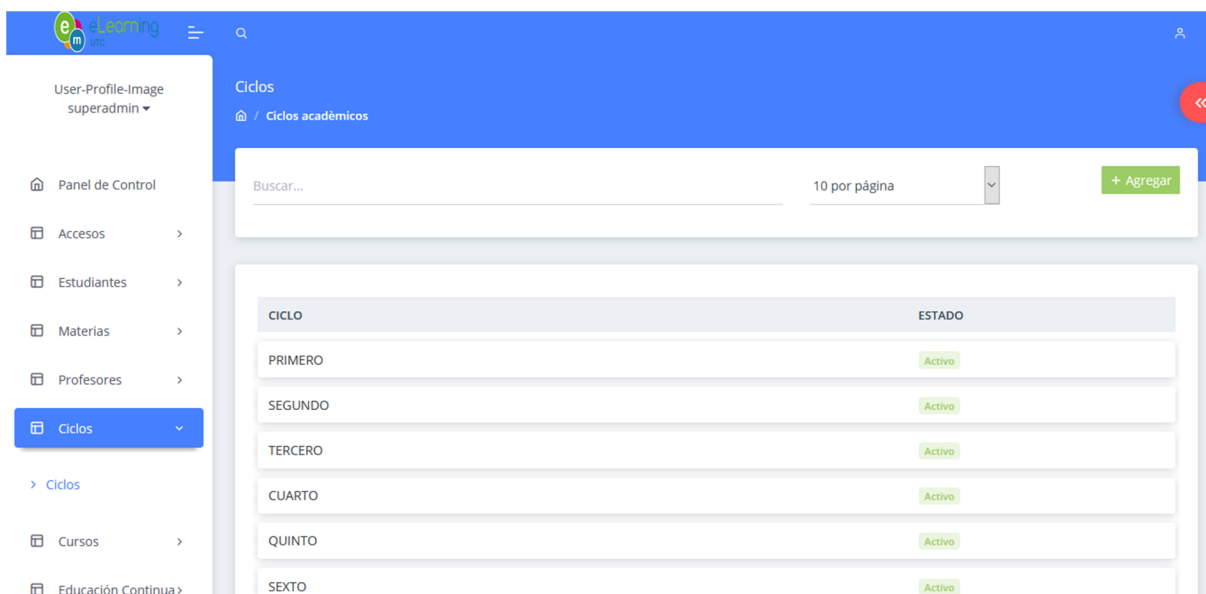 eLearning
UTC
User-Profile-Image
superadmin
Panel de Control
Accesos
Estudiantes
Materias
Profesores
Ciclos
Ciclos
Cursos
Educación Continua
Ciclos
/ Ciclos acadèmicos
Buscar...
10 por página
+ Agregar
CICLO ESTADO
PRIMERO Activo
SEGUNDO Activo
TERCERO Activo
CUARTO Activo
QUINTO Activo
SEXTO Activo